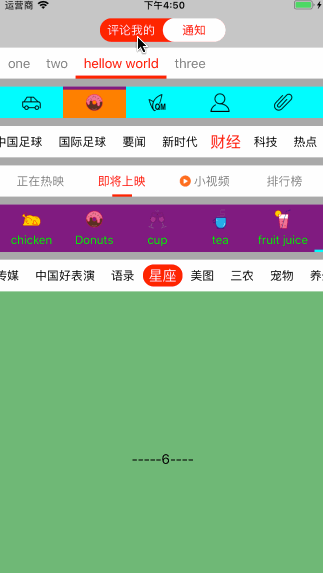 运营商 下午4:50
评论我的 通知
one two hellow world three
QM
中国足球 国际足球 要闻 新时代 财经 科技 热点
正在热映 即将上映 小视频 排行榜
chicken Donuts cup tea fruit juice
传媒 中国好表演 语录 星座 美图 三农 宠物 养
-----6----